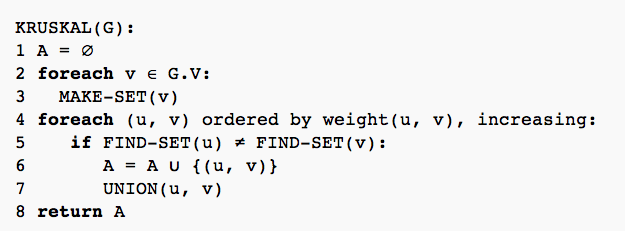 KRUSKAL(G):
1 A = ∅
2 foreach v ∈ G.V:
3   MAKE-SET(v)
4 foreach (u, v) ordered by weight(u, v), increasing:
5    if FIND-SET(u) ≠ FIND-SET(v):
6       A = A ∪ {(u, v)}
7       UNION(u, v)
8 return A